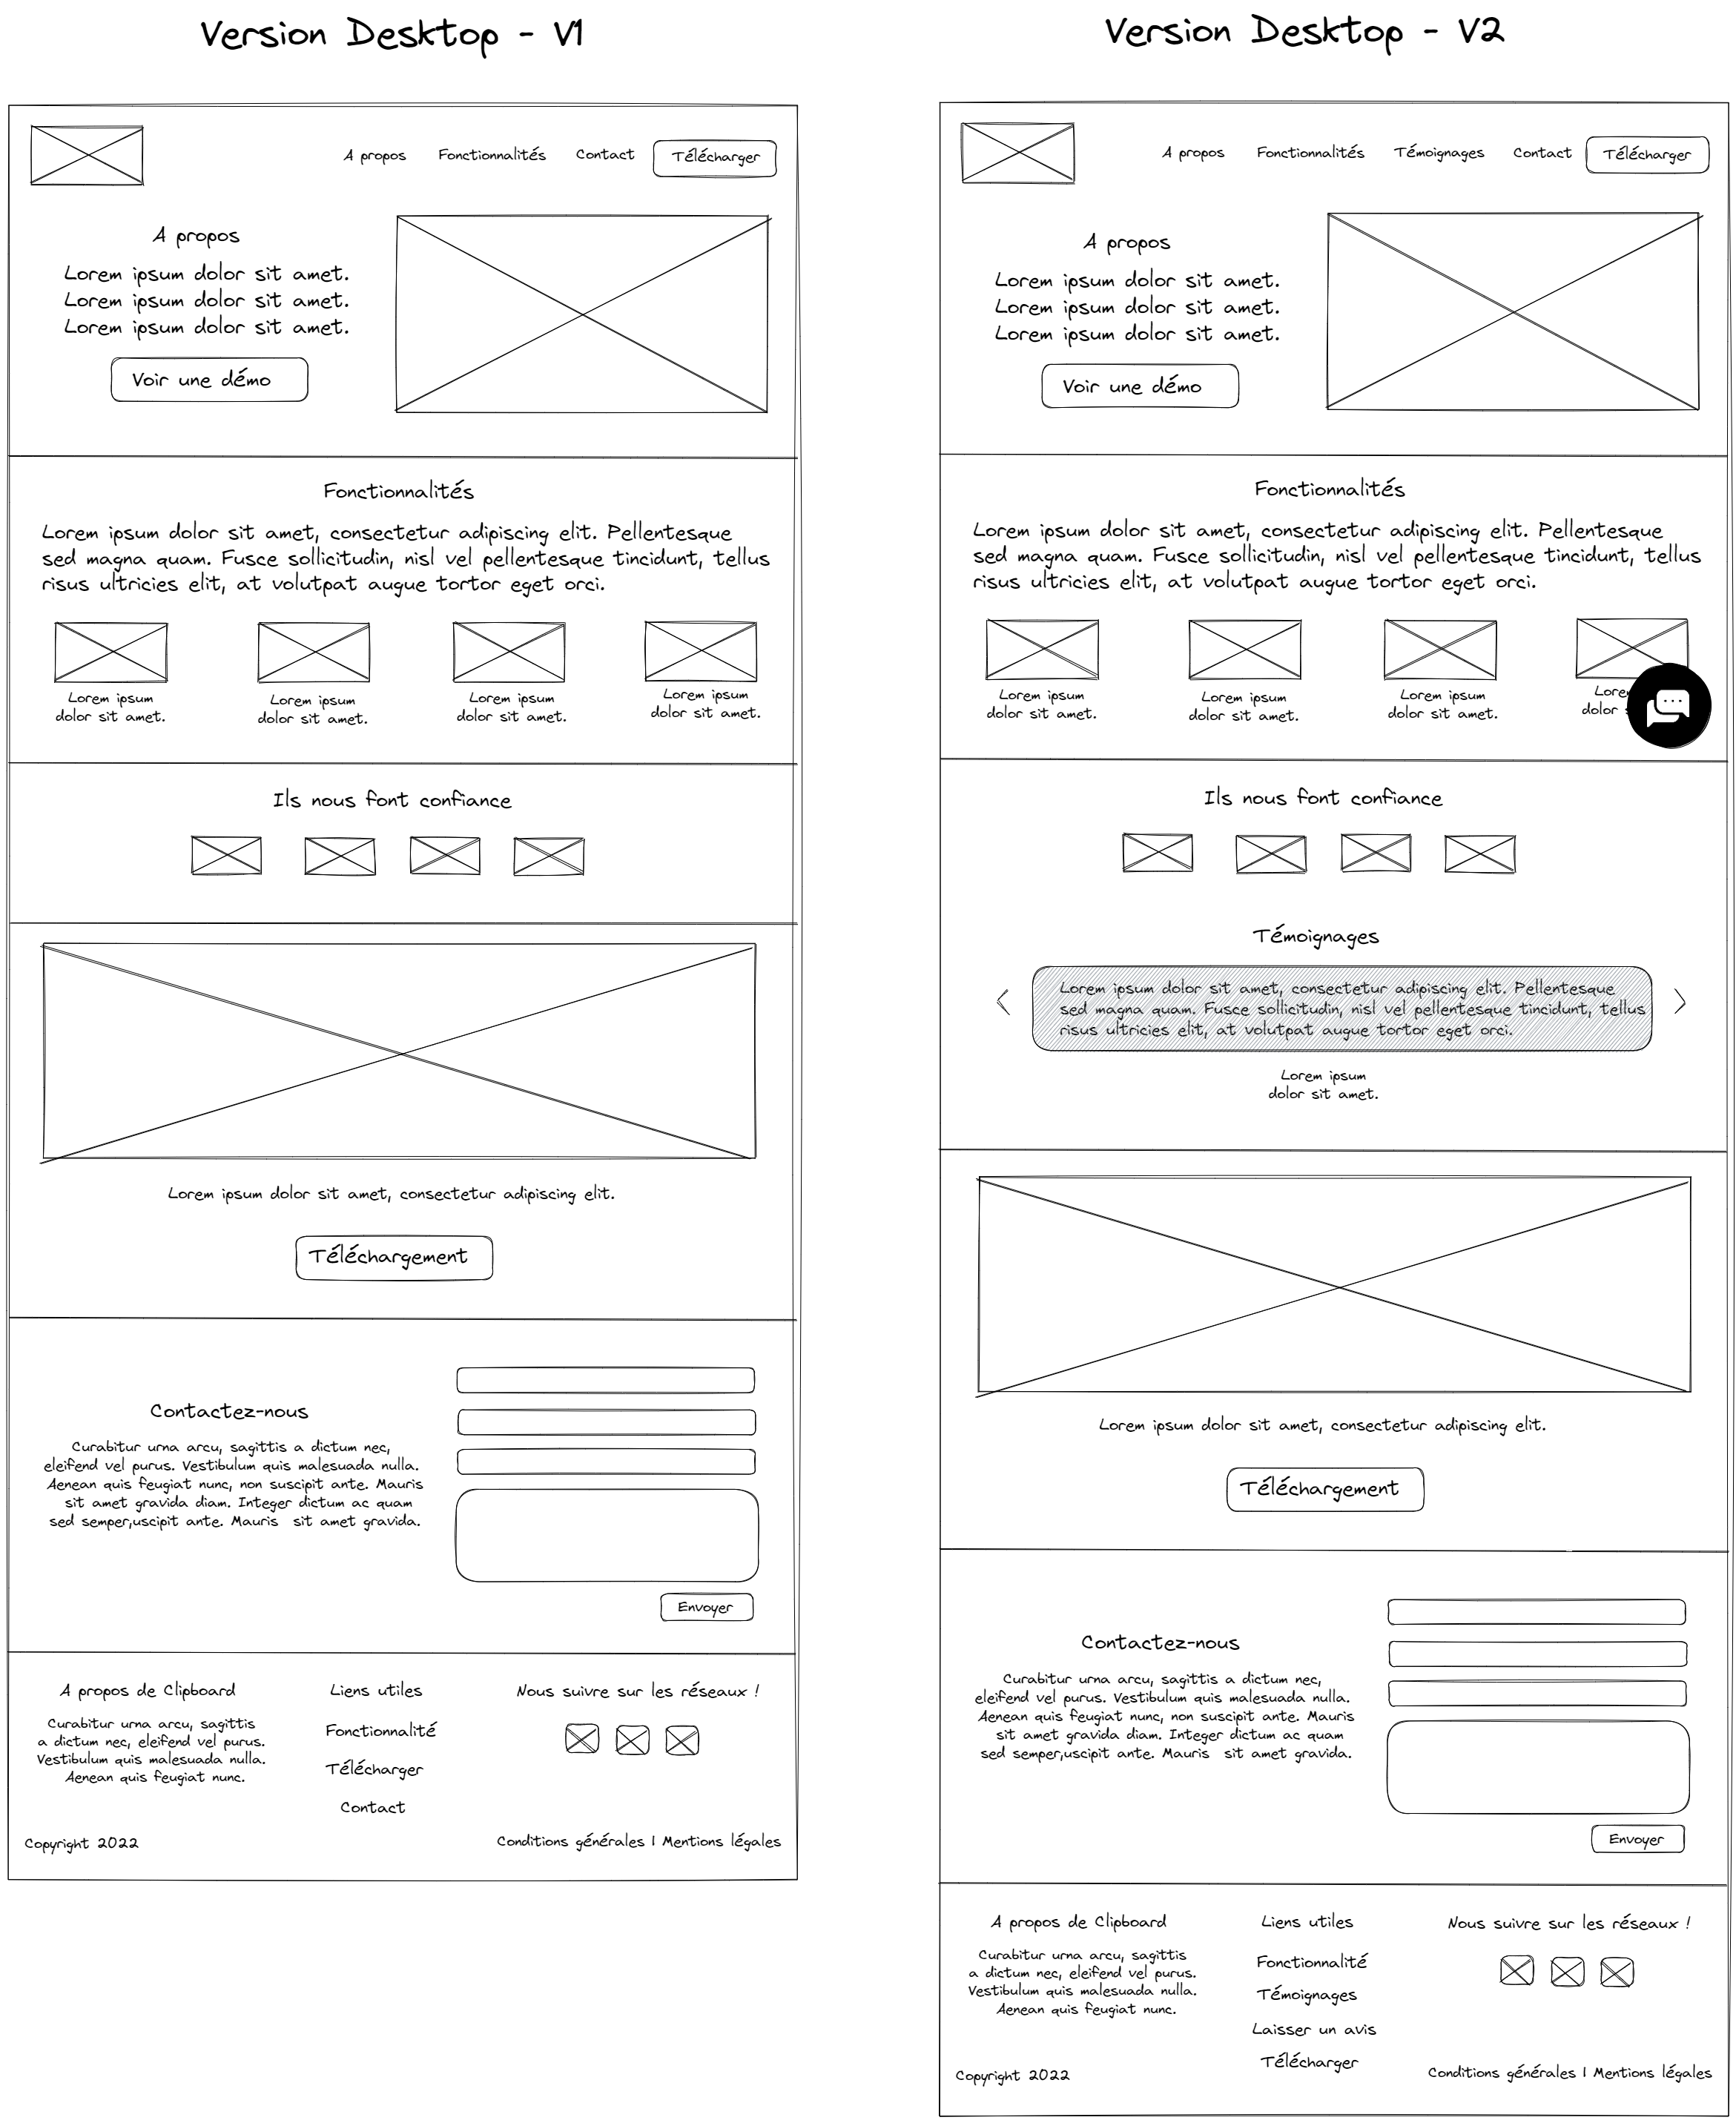 Version Desktop - V1
A propos
Fonctionnalités
Contact
Télécharger
A propos
Lorem ipsum dolor sit amet.
Lorem ipsum dolor sit amet.
Lorem ipsum dolor sit amet.
Voir une démo
Fonctionnalités
Lorem ipsum dolor sit amet, consectetur adipiscing elit. Pellentesque
sed magna quam. Fusce sollicitudin, nisl vel pellentesque tincidunt, tellus
risus ultricies elit, at volutpat augue tortor eget orci.
Lorem ipsum
dolor sit amet.
Lorem ipsum
dolor sit amet.
Lorem ipsum
dolor sit amet.
Lorem ipsum
dolor sit amet.
Ils nous font confiance
Lorem ipsum dolor sit amet, consectetur adipiscing elit.
Téléchargement
Contactez-nous
Curabitur urna arcu, sagittis a dictum nec,
eleifend vel purus. Vestibulum quis malesuada nulla.
Aenean quis feugiat nunc, non suscipit ante. Mauris
sit amet gravida diam. Integer dictum ac quam
sed semper,uscipit ante. Mauris  sit amet gravida.
Envoyer
A propos de Clipboard
Curabitur urna arcu, sagittis
a dictum nec, eleifend vel purus.
Vestibulum quis malesuada nulla.
Aenean quis feugiat nunc.
Liens utiles
Fonctionnalité
Télécharger
Contact
Nous suivre sur les réseaux !
Copyright 2022
Conditions générales | Mentions légales
Version Desktop - V2
A propos
Fonctionnalités
Témoignages
Contact
Télécharger
A propos
Lorem ipsum dolor sit amet.
Lorem ipsum dolor sit amet.
Lorem ipsum dolor sit amet.
Voir une démo
Fonctionnalités
Lorem ipsum dolor sit amet, consectetur adipiscing elit. Pellentesque
sed magna quam. Fusce sollicitudin, nisl vel pellentesque tincidunt, tellus
risus ultricies elit, at volutpat augue tortor eget orci.
Lorem ipsum
dolor sit amet.
Lorem ipsum
dolor sit amet.
Lorem ipsum
dolor sit amet.
dolor
Ils nous font confiance
Témoignages
Lorem ipsum dolor sit amet, consectetur adipiscing elit. Pellentesque
sed magna quam. Fusce sollicitudin, nisl vel pellentesque tincidunt, tellus
risus ultricies elit, at volutpat augue tortor eget orci.
Lorem ipsum
dolor sit amet.
Lorem ipsum dolor sit amet, consectetur adipiscing elit.
Téléchargement
Contactez-nous
Curabitur urna arcu, sagittis a dictum nec,
eleifend vel purus. Vestibulum quis malesuada nulla.
Aenean quis feugiat nunc, non suscipit ante. Mauris
sit amet gravida diam. Integer dictum ac quam
sed semper,uscipit ante. Mauris  sit amet gravida.
Envoyer
A propos de Clipboard
Curabitur urna arcu, sagittis
a dictum nec, eleifend vel purus.
Vestibulum quis malesuada nulla.
Aenean quis feugiat nunc.
Liens utiles
Fonctionnalité
Témoignages
Laisser un avis
Télécharger
Nous suivre sur les réseaux !
Copyright 2022
Conditions générales | Mentions légales